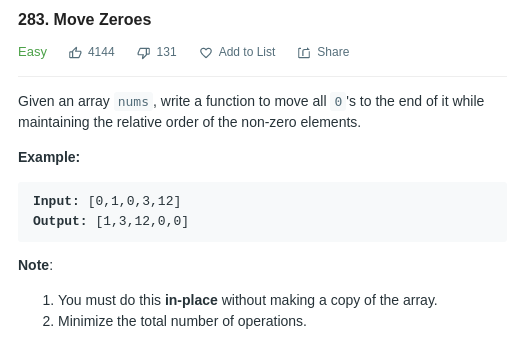 283. Move Zeroes
Easy 4144 131 Add to List Share
Given an array nums, write a function to move all 0's to the end of it while
maintaining the relative order of the non-zero elements.
Example:
Input: [0,1,0,3,12]
Output: [1,3,12,0,0]
Note:
1. You must do this in-place without making a copy of the array.
2. Minimize the total number of operations.